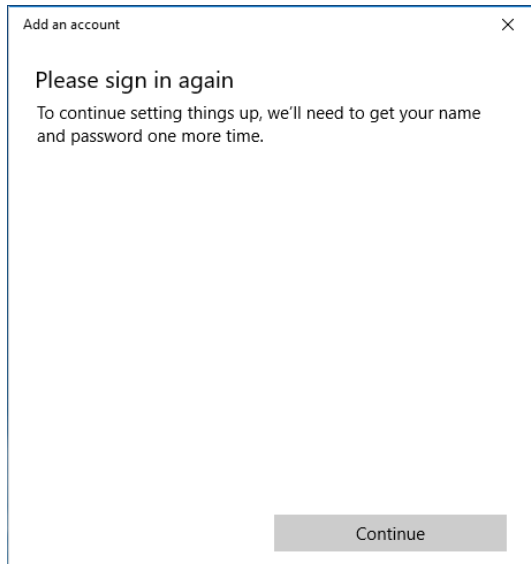 Add an account
Please sign in again
To continue setting things up, we'll need to get your name
and password one more time.
Continue